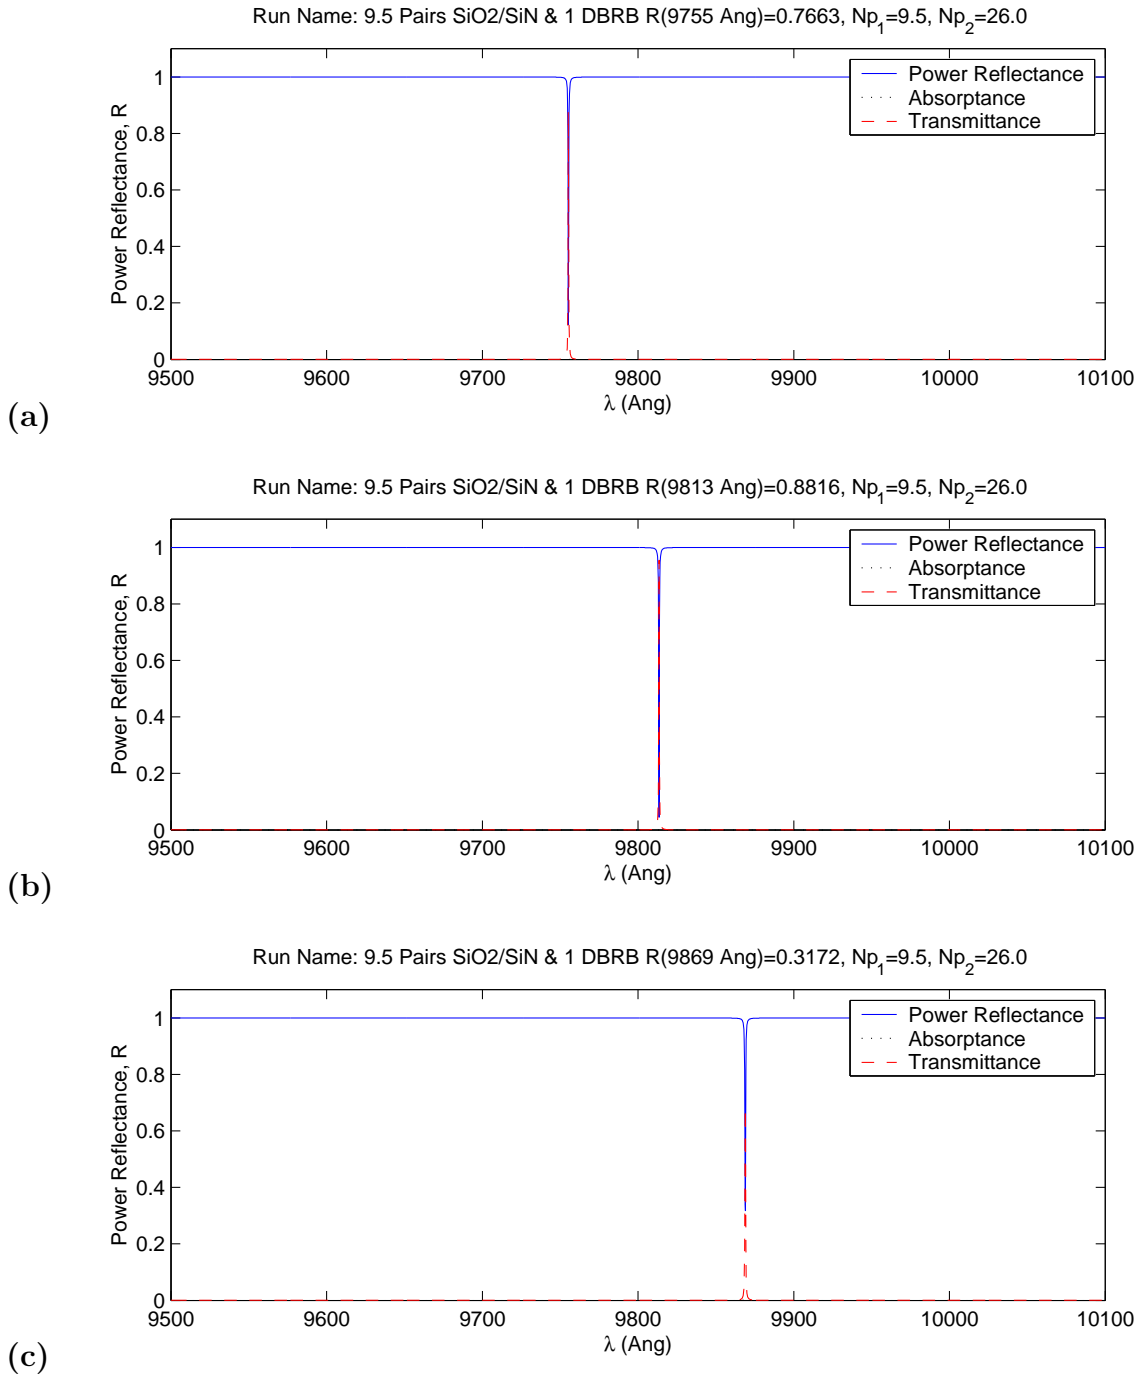 Run Name: 9.5 Pairs SiO2/SiN & 1 DBRB R(9755 Ang)=0.7663, Np1=9.5, Np2=26.0
Power Reflectance
Absorptance
Transmittance
Power Reflectance, R
1
0.8
0.6
0.4
0.2
0
9500 9600 9700 9800 9900 10000 10100
λ (Ang)
(a)
Run Name: 9.5 Pairs SiO2/SiN & 1 DBRB R(9813 Ang)=0.8816, Np1=9.5, Np2=26.0
Power Reflectance
Absorptance
Transmittance
Power Reflectance, R
1
0.8
0.6
0.4
0.2
0
9500 9600 9700 9800 9900 10000 10100
λ (Ang)
(b)
Run Name: 9.5 Pairs SiO2/SiN & 1 DBRB R(9869 Ang)=0.3172, Np1=9.5, Np2=26.0
Power Reflectance
Absorptance
Transmittance
Power Reflectance, R
1
0.8
0.6
0.4
0.2
0
9500 9600 9700 9800 9900 10000 10100
λ (Ang)
(c)